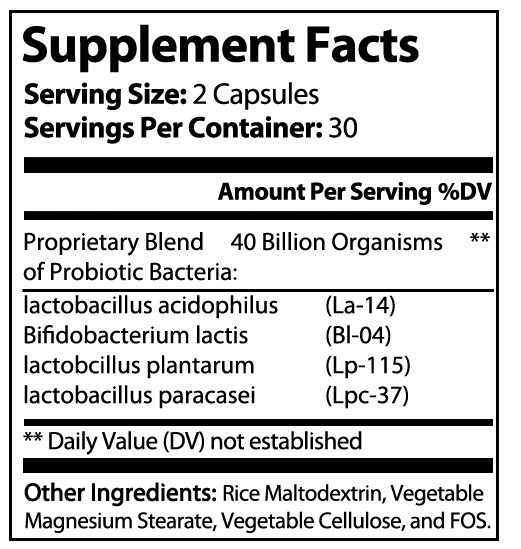 Supplement Facts
Serving Size: 2 Capsules
Servings Per Container: 30
Amount Per Serving %DV
Proprietary Blend 40 Billion Organisms **
of Probiotic Bacteria:
lactobacillus acidophilus (La-14)
Bifidobacterium lactis (Bl-04)
lactobcillus plantarum (Lp-115)
lactobacillus paracasei (Lpc-37)
** Daily Value (DV) not established
Other Ingredients: Rice Maltodextrin, Vegetable
Magnesium Stearate, Vegetable Cellulose, and FOS.